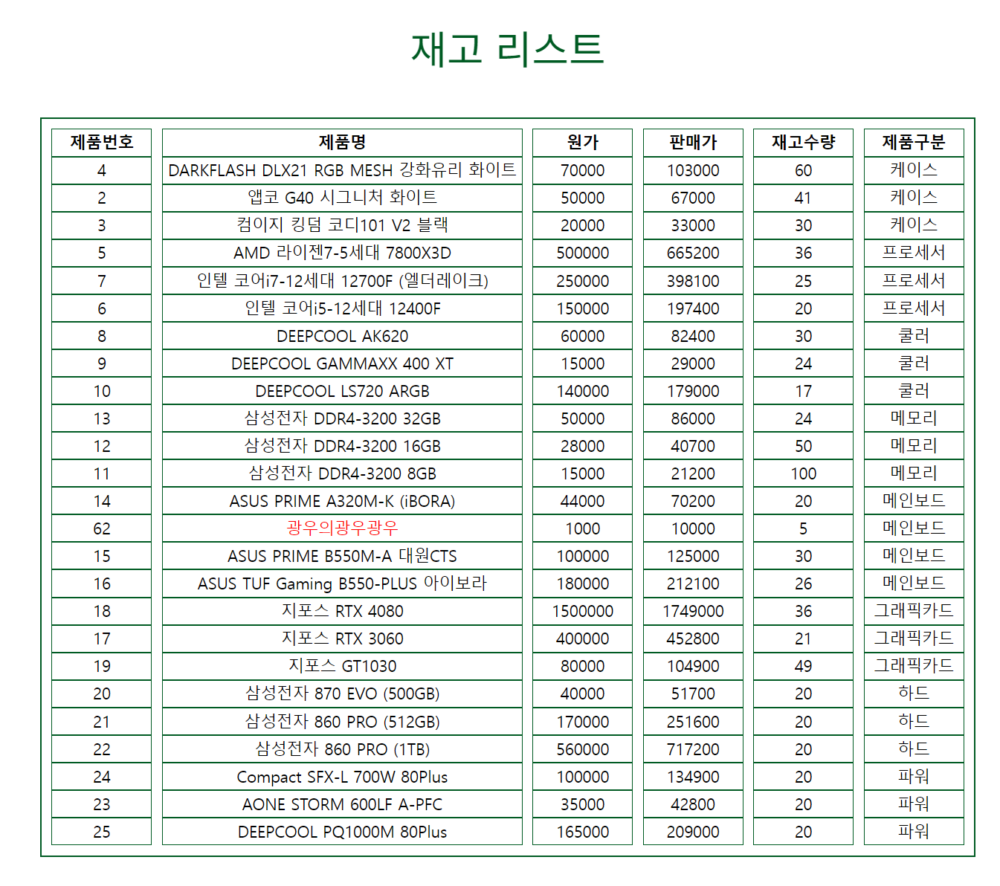 재고 리스트
제품번호 제품명 원가 판매가 재고수량 제품구분
4 DARKFLASH DLX21 RGB MESH 강화유리 화이트 70000 103000 60 케이스
2 앱코 G40 시그니처 화이트 50000 67000 41 케이스
3 컴이지 킹덤 코디101 V2 블랙 20000 33000 30 케이스
5 AMD 라이젠7-5세대 7800X3D 500000 665200 36 프로세서
7 인텔 코어i7-12세대 12700F (엘더레이크) 250000 398100 25 프로세서
6 인텔 코어i5-12세대 12400F 150000 197400 20 프로세서
8 DEEPCOOL AK620 60000 82400 30 쿨러
9 DEEPCOOL GAMMAXX 400 XT 15000 29000 24 쿨러
10 DEEPCOOL LS720 ARGB 140000 179000 17 쿨러
13 삼성전자 DDR4-3200 32GB 50000 86000 24 메모리
12 삼성전자 DDR4-3200 16GB 28000 40700 50 메모리
11 삼성전자 DDR4-3200 8GB 15000 21200 100 메모리
14 ASUS PRIME A320M-K (iBORA) 44000 70200 20 메인보드
62 광우의광우광우 1000 10000 5 메인보드
15 ASUS PRIME B550M-A 대원CTS 100000 125000 30 메인보드
16 ASUS TUF Gaming B550-PLUS 아이보라 180000 212100 26 메인보드
18 지포스 RTX 4080 1500000 1749000 36 그래픽카드
17 지포스 RTX 3060 400000 452800 21 그래픽카드
19 지포스 GT1030 80000 104900 49 그래픽카드
20 삼성전자 870 EVO (500GB) 40000 51700 20 하드
21 삼성전자 860 PRO (512GB) 170000 251600 20 하드
22 삼성전자 860 PRO (1TB) 560000 717200 20 하드
24 Compact SFX-L 700W 80Plus 100000 134900 20 파워
23 AONE STORM 600LF A-PFC 35000 42800 20 파워
25 DEEPCOOL PQ1000M 80Plus 165000 209000 20 파워